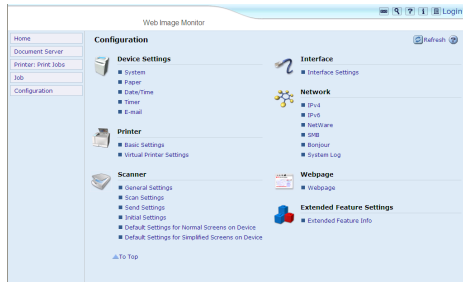 Login
Web Image Monitor
Home
Document Server
Printer: Print Jobs
Job
Configuration
Configuration
Refresh
Device Settings
System
Paper
Date/Time
Timer
E-mail
Printer
Basic Settings
Virtual Printer Settings
Scanner
General Settings
Scan Settings
Send Settings
Initial Settings
Default Settings for Normal Screens on Device
Default Settings for Simplified Screens on Device
To Top
Interface
Interface Settings
Network
IPv4
IPv6
NetWare
SMB
Bonjour
System Log
Webpage
Webpage
Extended Feature Settings
Extended Feature Info